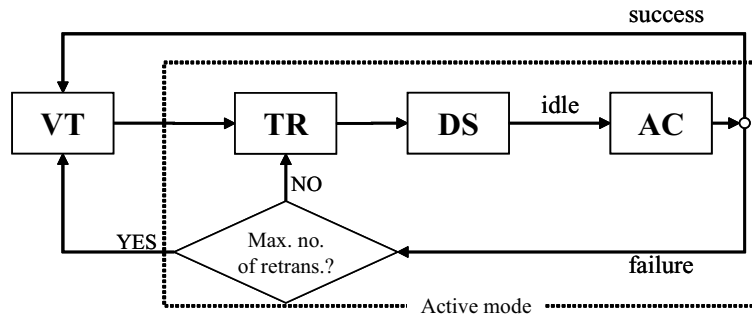 success
VT
TR
DS
idle
AC
NO
YES
Max. no.
of retrans.?
failure
Active mode